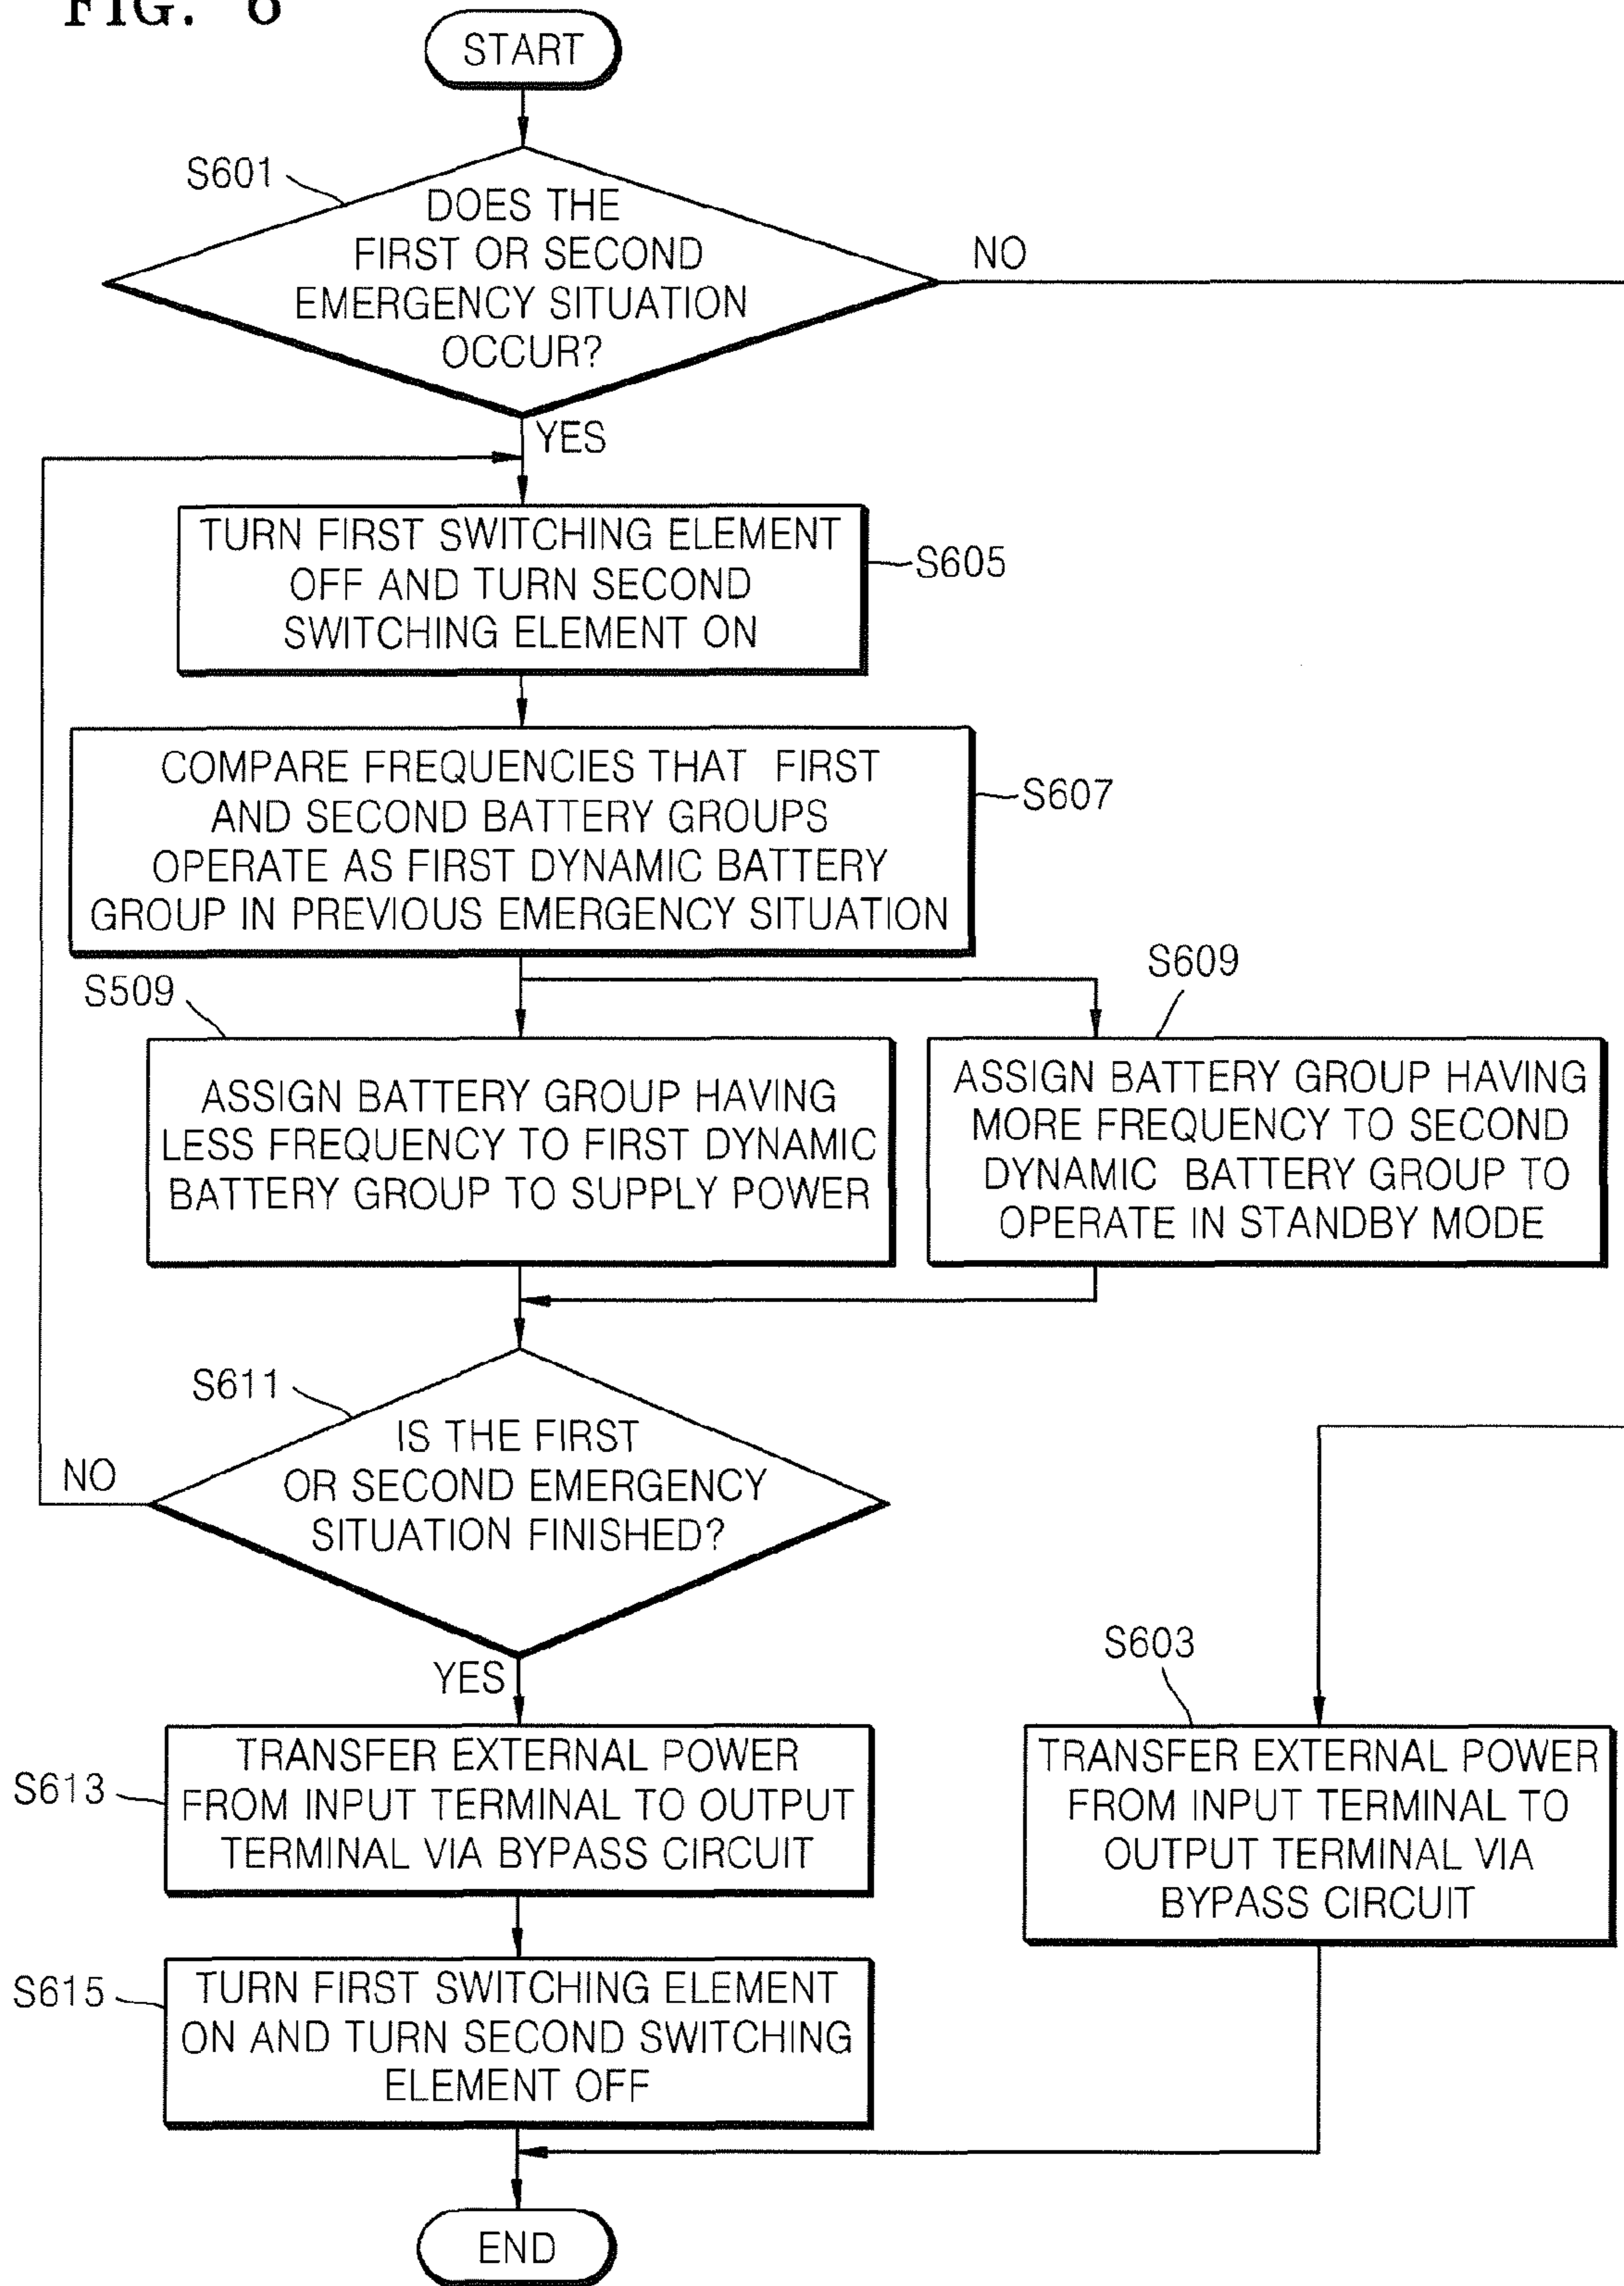 FIG. 6
START
S601
DOES THE
FIRST OR SECOND
EMERGENCY SITUATION
OCCUR?
NO
YES
TURN FIRST SWITCHING ELEMENT
OFF AND TURN SECOND
SWITCHING ELEMENT ON
S605
COMPARE FREQUENCIES THAT FIRST
AND SECOND BATTERY GROUPS
OPERATE AS FIRST DYNAMIC BATTERY
GROUP IN PREVIOUS EMERGENCY SITUATION
S607
S509
ASSIGN BATTERY GROUP HAVING
LESS FREQUENCY TO FIRST DYNAMIC
BATTERY GROUP TO SUPPLY POWER
S609
ASSIGN BATTERY GROUP HAVING
MORE FREQUENCY TO SECOND
DYNAMIC BATTERY GROUP TO
OPERATE IN STANDBY MODE
S611
IS THE FIRST
OR SECOND EMERGENCY
SITUATION FINISHED?
NO
YES
S613
TRANSFER EXTERNAL POWER
FROM INPUT TERMINAL TO OUTPUT
TERMINAL VIA BYPASS CIRCUIT
S603
TRANSFER EXTERNAL POWER
FROM INPUT TERMINAL TO
OUTPUT TERMINAL VIA
BYPASS CIRCUIT
S615
TURN FIRST SWITCHING ELEMENT
ON AND TURN SECOND SWITCHING
ELEMENT OFF
END